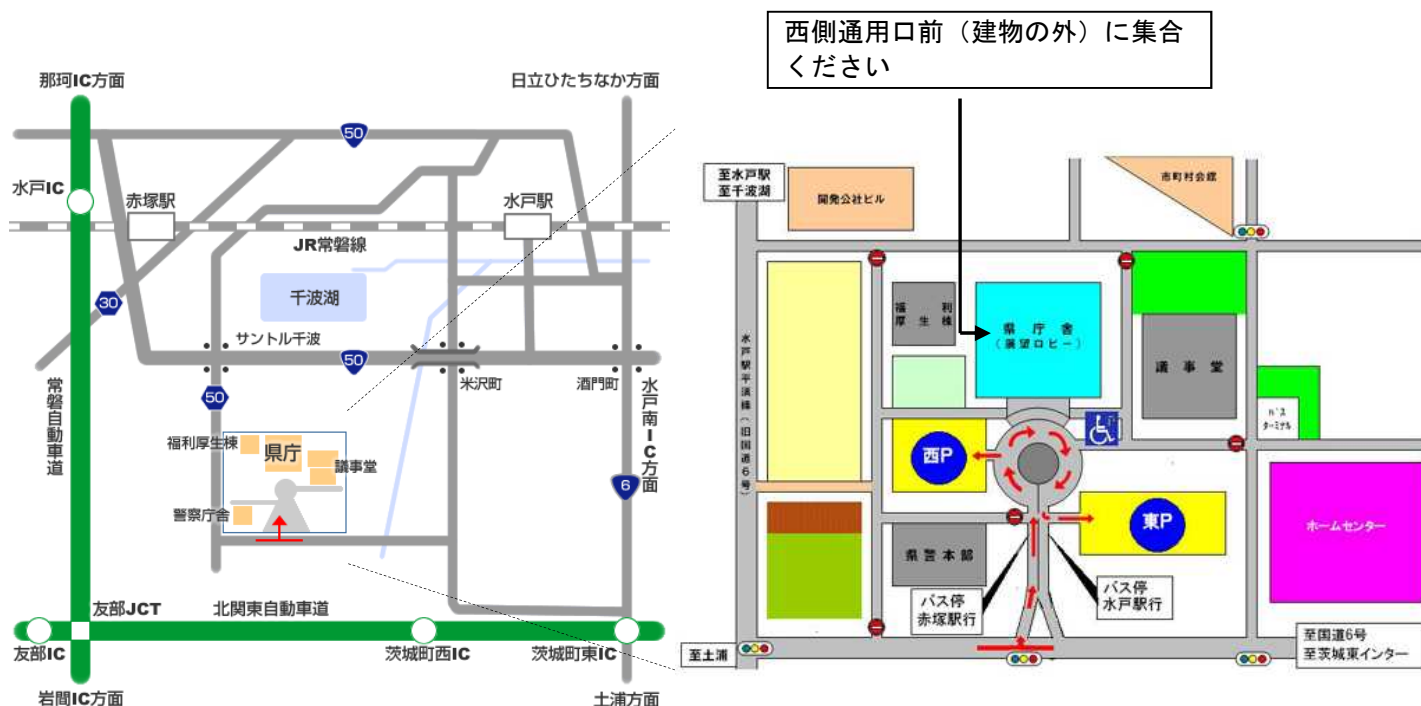 西側通用口前（建物の外）に集合
ください
那珂IC方面
日立ひたちなか方面
50
水戸IC
赤塚駅
水戸駅
JR常磐線
千波湖
30
サントル千波
50
米沢町
酒門町
50
常磐自動車道
水戸南IC方面
福利厚生棟
県庁
議事堂
警察庁舎
6
友部JCT
北関東自動車道
友部IC
茨城町西IC
茨城町東IC
岩間IC方面
土浦方面
至水戸駅
至千波湖
開発公社ビル
市町村会館
福利
厚生棟
県庁舎
（展望ロビー）
議事堂
水戸駅平須線（旧国道6号）
バス
ターミナル
西P
東P
ホームセンター
県警本部
バス停
赤塚駅行
バス停
水戸駅行
至土浦
至国道6号
至茨城東インター